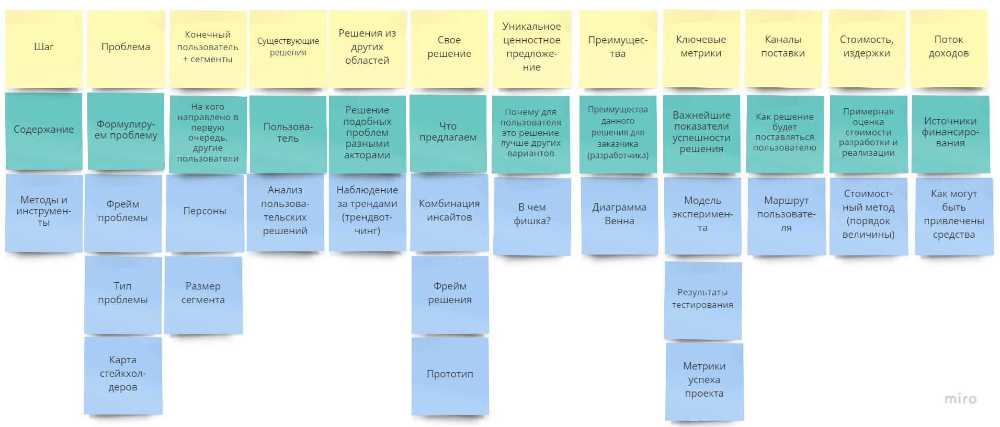 Шаг
Проблема
Конечный
пользователь
+ сегменты
Существующие
решения
Решения из
других
областей
Свое
решение
Уникальное
ценностное
предложе-
ние
Преимущес-
тва
Ключевые
метрики
Каналы
поставки
Стоимость,
издержки
Поток
доходов
Содержание
Формулиру-
ем проблему
На кого
направлено в
первую
очередь,
другие
пользователи
Пользова-
тель
Решение
подобных
проблем
разными
акторами
Что
предлагаем
Почему для
пользователя
это решение
лучше других
вариантов
Преимущества
данного
решения для
заказчика
(разработчика)
Важнейшие
показатели
успешности
решения
Как решение
будет
поставляться
пользователю
Примерная
оценка
стоимости
разработки и
реализации
Источники
финансиро-
вания
Методы и
инструмен-
ты
Фрейм
проблемы
Персоны
Анализ
пользова-
тельских
решений
Наблюдение
за трендами
(трендвот-
чинг)
Комбинация
инсайтов
В чем
фишка?
Диаграмма
Венна
Модель
эксперимен-
та
Маршрут
пользовате-
ля
Стоимост-
ный метод
(порядок
величины)
Как могут
быть
привлечены
средства
Тип
проблемы
Размер
сегмента
Фрейм
решения
Результаты
тестирования
Карта
стейкхол-
деров
Прототип
Метрики
успеха
проекта
miro